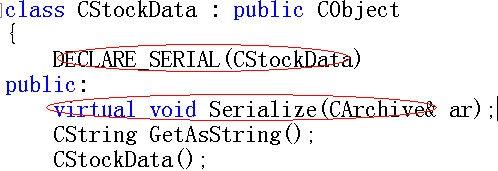 class CStockData : public CObject
{
DECLARE_SERIAL(CStockData)
public:
virtual void Serialize(CArchive& ar);
CString GetAsString();
CStockData();